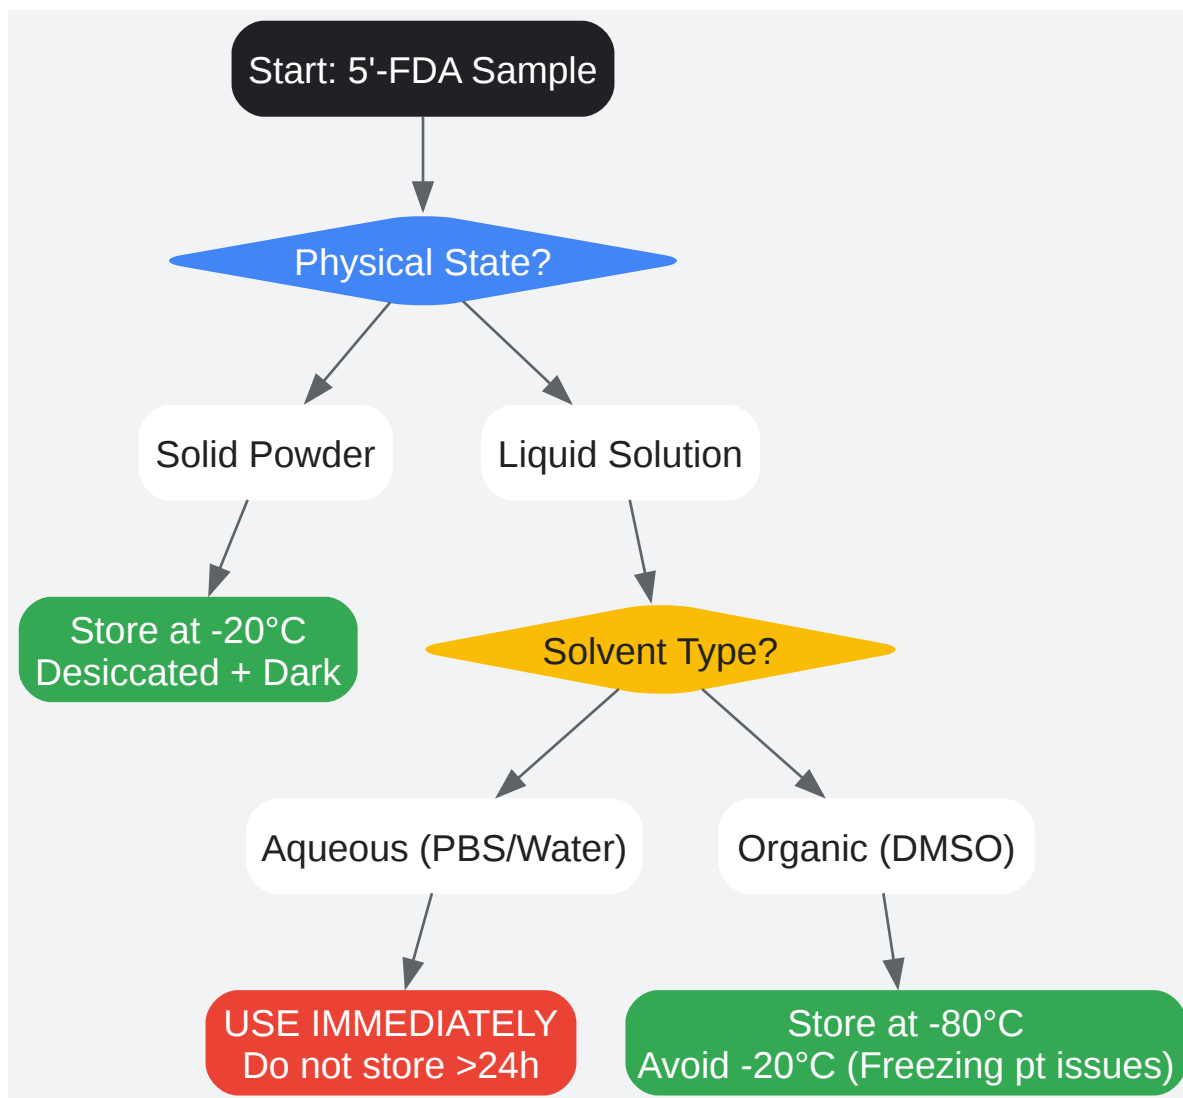 Start: 5'-FDA Sample
Physical State?
Solid Powder
Liquid Solution
Store at -20°C
Desiccated + Dark
Solvent Type?
Aqueous (PBS/Water)
Organic (DMSO)
USE IMMEDIATELY
Do not store >24h
Store at -80°C
Avoid -20°C (Freezing pt issues)